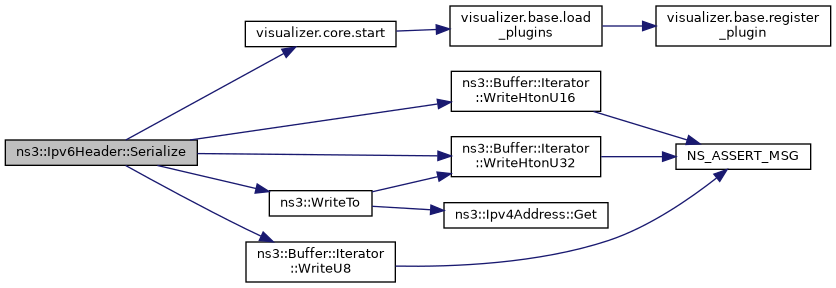 visualizer.core.start
visualizer.base.load
_plugins
visualizer.base.register
_plugin
ns3::Buffer::Iterator
::WriteHtonU16
ns3::Ipv6Header::Serialize
ns3::Buffer::Iterator
::WriteHtonU32
NS_ASSERT_MSG
ns3::WriteTo
ns3::Ipv4Address::Get
ns3::Buffer::Iterator
::WriteU8